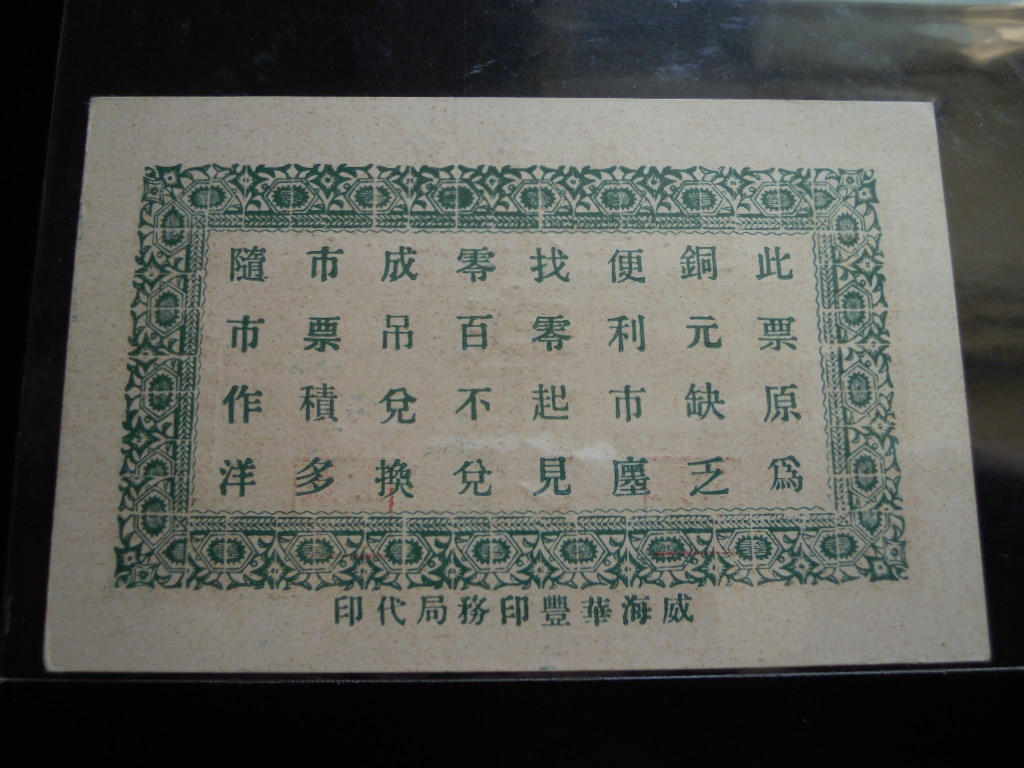 此票原爲
銅元缺乏
便利市廛
找零起見
零百不兌
成吊兌換
市票積多
隨市作洋
威海華豐印務局代印